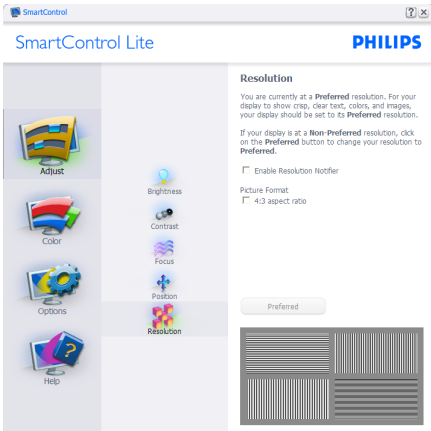 SmartControl
SmartControl Lite
PHILIPS
Adjust
Color
Options
Help
Brightness
Contrast
Focus
Position
Resolution
Resolution
You are currently at a Preferred resolution. For your
display to show crisp, clear text, colors, and images,
your display should be set to its Preferred resolution.
If your display is at a Non-Preferred resolution, click
on the Preferred button to change your resolution to
Preferred.
Enable Resolution Notifier
Picture Format
4:3 aspect ratio
Preferred